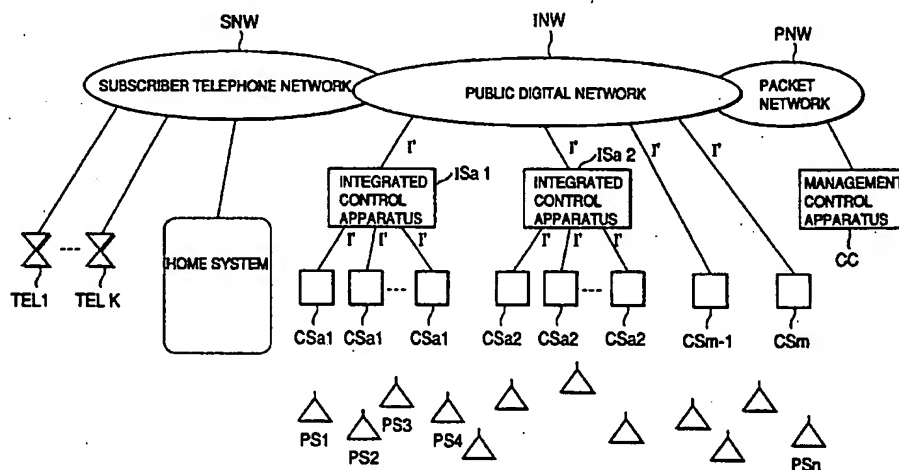 SNW
INW
PNW
SUBSCRIBER TELEPHONE NETWORK
PUBLIC DIGITAL NETWORK
PACKET
NETWORK
I'
I'
I'
I'
ISa 1
ISa 2
INTEGRATED
CONTROL
APPARATUS
INTEGRATED
CONTROL
APPARATUS
MANAGEMENT
CONTROL
APPARATUS
CC
I'
I'
I'
I'
I'
I'
HOME SYSTEM
TEL1
TEL K
CSa1
CSa1
CSa1
CSa2
CSa2
CSa2
CSm-1
CSm
PS1
PS2
PS3
PS4
PSn